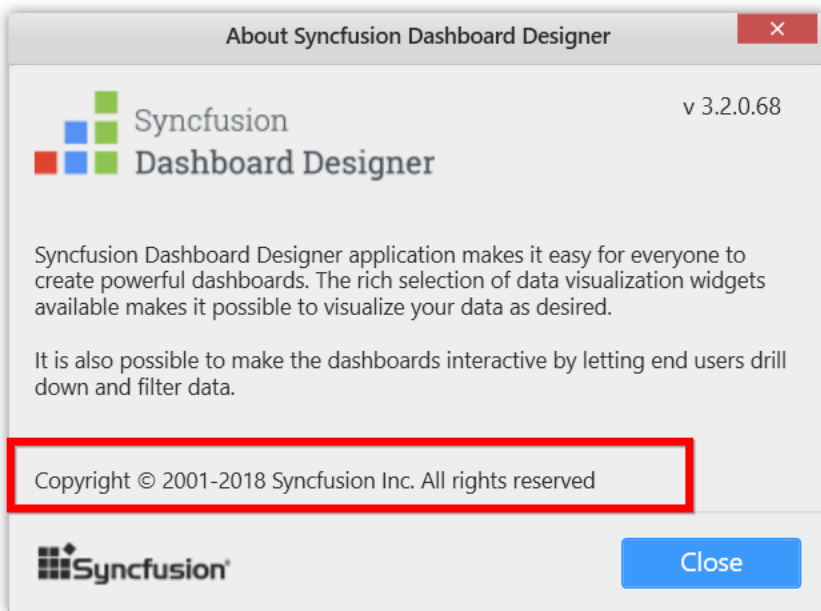 About Syncfusion Dashboard Designer
v 3.2.0.68
Syncfusion
Dashboard Designer
Syncfusion Dashboard Designer application makes it easy for everyone to
create powerful dashboards. The rich selection of data visualization widgets
available makes it possible to visualize your data as desired.
It is also possible to make the dashboards interactive by letting end users drill
down and filter data.
Copyright © 2001-2018 Syncfusion Inc. All rights reserved
Syncfusion
Close